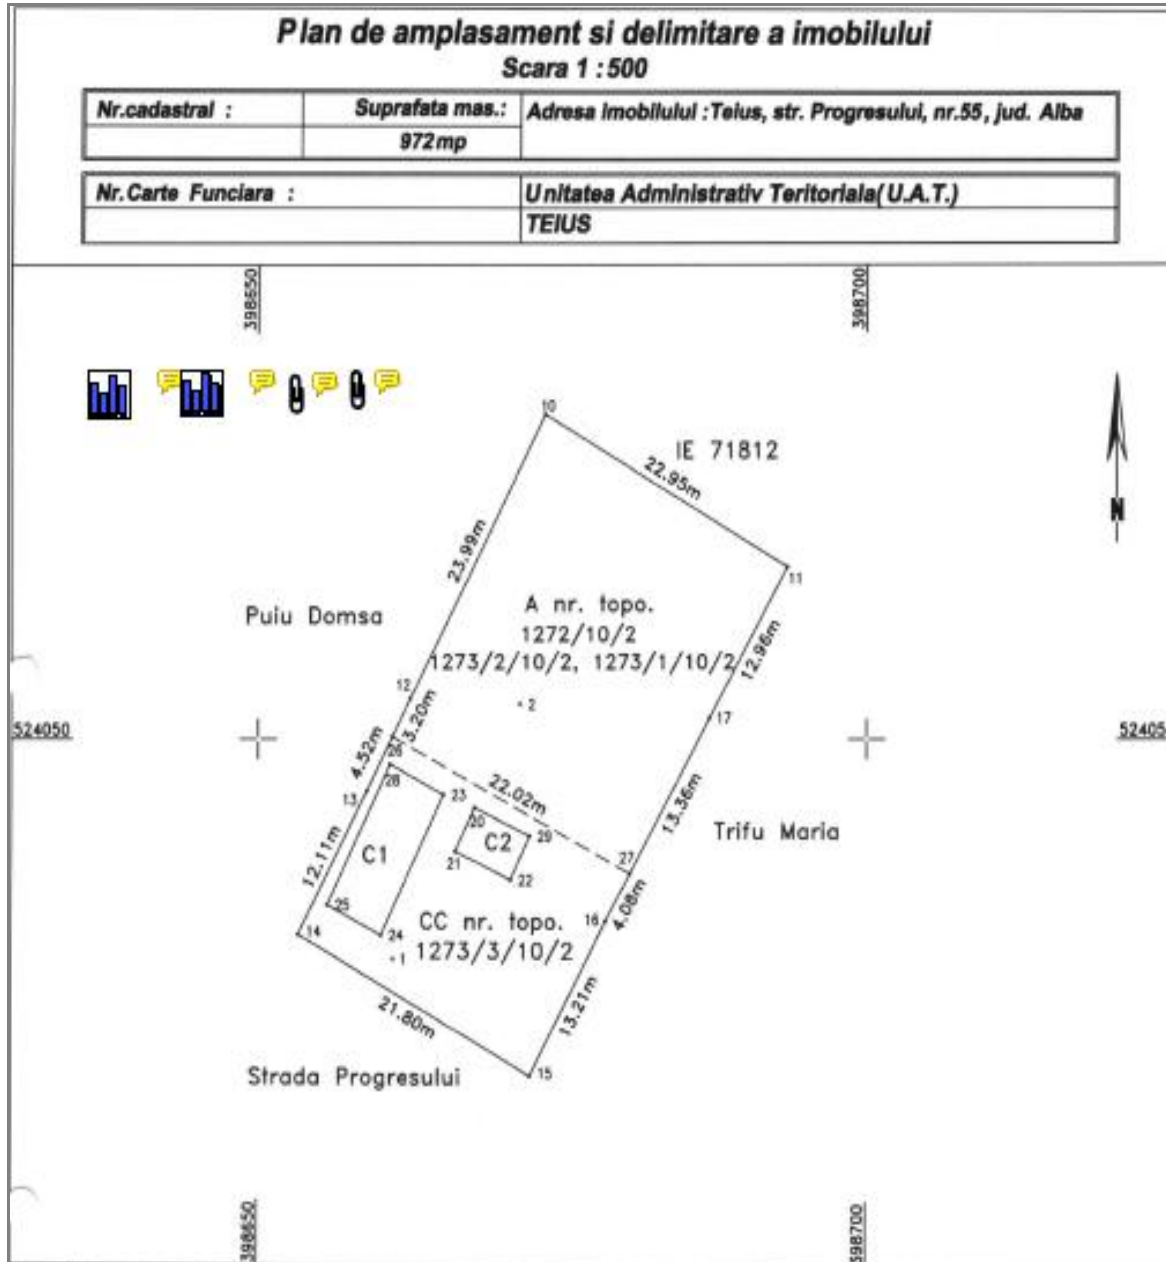 Plan de amplasament si delimitare a imobilului
Scara 1 :500
Nr.cadastral :
Suprafata mas.:
Adresa imobilului :Teius, str. Progresului, nr.55, jud. Alba
972mp
Nr.Carte Funciara :
Unitatea Administrativ Teritoriala(U.A.T.)
TEIUS
398650
398700
10
IE 71812
22.95m
N
23.99m
11
A nr. topo.
1272/10/2
Puiu Domsa
1273/2/10/2, 1273/1/10/2
12.96m
12
2
3.20m
17
524050
52405
4.52m
28
23
22.02m
13
13.36m
Trifu Maria
20
29
C1
C2
12.11m
21
27
22
25
CC nr. topo.
16
4.08m
14
24
1
1273/3/10/2
21.80m
13.21m
Strada Progresului
15
398650
398700